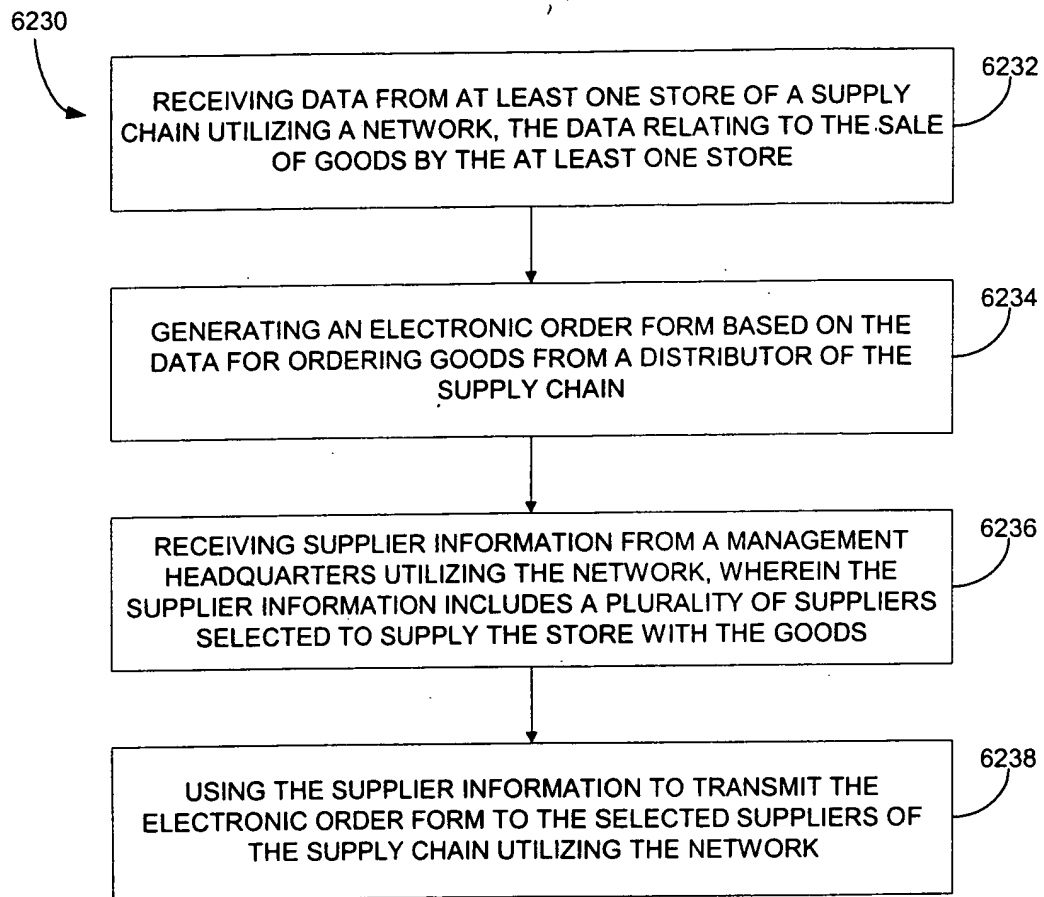 6230
6232
RECEIVING DATA FROM AT LEAST ONE STORE OF A SUPPLY
CHAIN UTILIZING A NETWORK, THE DATA RELATING TO THE SALE
OF GOODS BY THE AT LEAST ONE STORE
6234
GENERATING AN ELECTRONIC ORDER FORM BASED ON THE
DATA FOR ORDERING GOODS FROM A DISTRIBUTOR OF THE
SUPPLY CHAIN
6236
RECEIVING SUPPLIER INFORMATION FROM A MANAGEMENT
HEADQUARTERS UTILIZING THE NETWORK, WHEREIN THE
SUPPLIER INFORMATION INCLUDES A PLURALITY OF SUPPLIERS
SELECTED TO SUPPLY THE STORE WITH THE GOODS
6238
USING THE SUPPLIER INFORMATION TO TRANSMIT THE
ELECTRONIC ORDER FORM TO THE SELECTED SUPPLIERS OF
THE SUPPLY CHAIN UTILIZING THE NETWORK